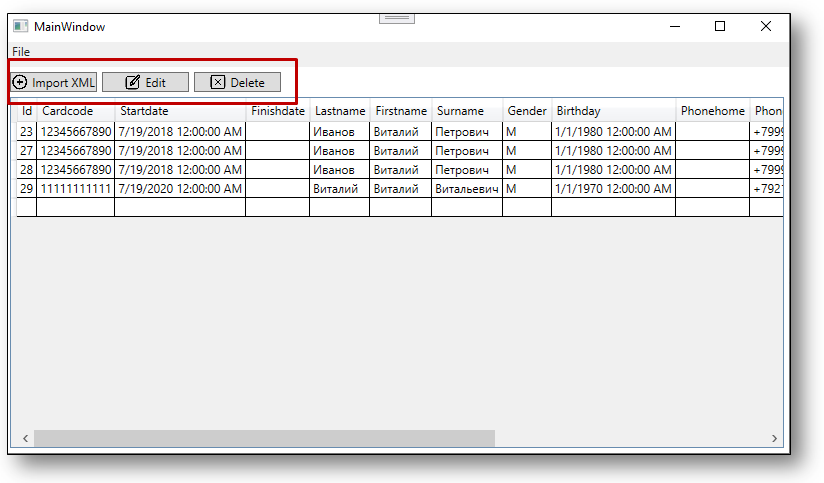 MainWindow
File
Import XML Edit Delete
Id Cardcode Startdate Finishdate Lastname Firstname Surname Gender Birthday Phonehome Phon
23 12345667890 7/19/2018 12:00:00 AM Иванов Виталий Петрович М 1/1/1980 12:00:00 AM +7999
27 12345667890 7/19/2018 12:00:00 AM Иванов Виталий Петрович М 1/1/1980 12:00:00 AM +7999
28 12345667890 7/19/2018 12:00:00 AM Иванов Виталий Петрович М 1/1/1980 12:00:00 AM +7999
29 11111111111 7/19/2020 12:00:00 AM Виталий Виталий Витальевич М 1/1/1970 12:00:00 AM +792